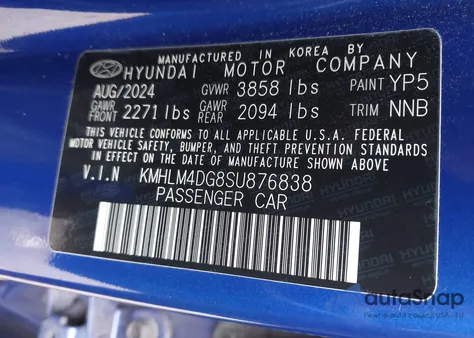 MANUFACTURED IN KOREA BY
HYUNDAI MOTOR COMPANY
AUG/2024 GVWR 3858 lbs PAINT YP5
GAWR FRONT 2271 lbs GAWR REAR 2094 lbs TRIM NNB
THIS VEHICLE CONFORMS TO ALL APPLICABLE U.S.A. FEDERAL
MOTOR VEHICLE SAFETY, BUMPER, AND THEFT PREVENTION STANDARDS
IN EFFECT ON THE DATE OF MANUFACTURE SHOWN ABOVE.
V.I.N KMHLM4DG8SU876838
PASSENGER CAR
autoSnap